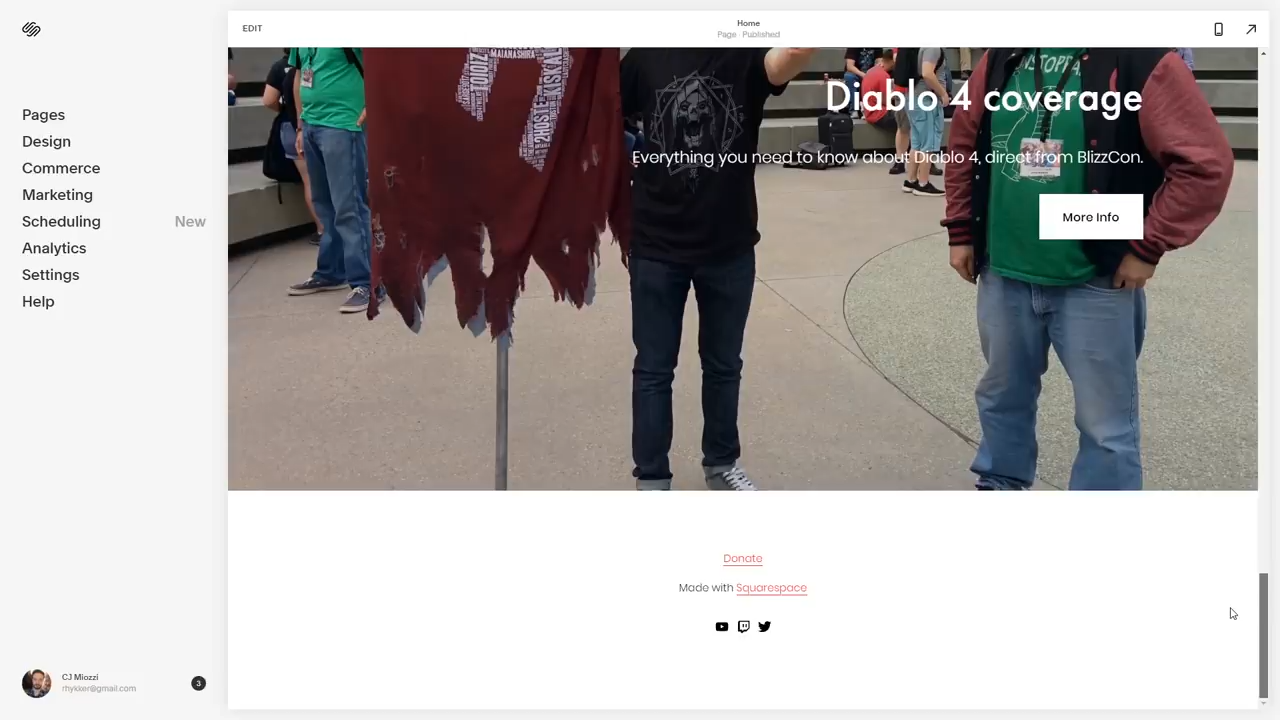 EDIT
Home
Page · Published
Pages
Design
Commerce
Marketing
Scheduling New
Analytics
Settings
Help
Diablo 4 coverage
Everything you need to know about Diablo 4, direct from BlizzCon.
More Info
Donate
Made with Squarespace
CJ Miozzi
rhykker@gmail.com
3